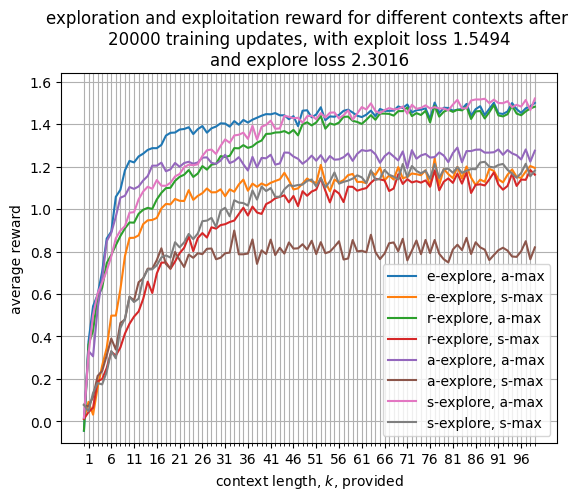 exploration and exploitation reward for different contexts after
20000 training updates, with exploit loss 1.5494
and explore loss 2.3016
average reward
1.6
1.4
1.2
1.0
0.8
0.6
0.4
0.2
0.0
e-explore, a-max
e-explore, s-max
r-explore, a-max
r-explore, s-max
a-explore, a-max
a-explore, s-max
s-explore, a-max
s-explore, s-max
1 6 11 16 21 26 31 36 41 46 51 56 61 66 71 76 81 86 91 96
context length, k, provided